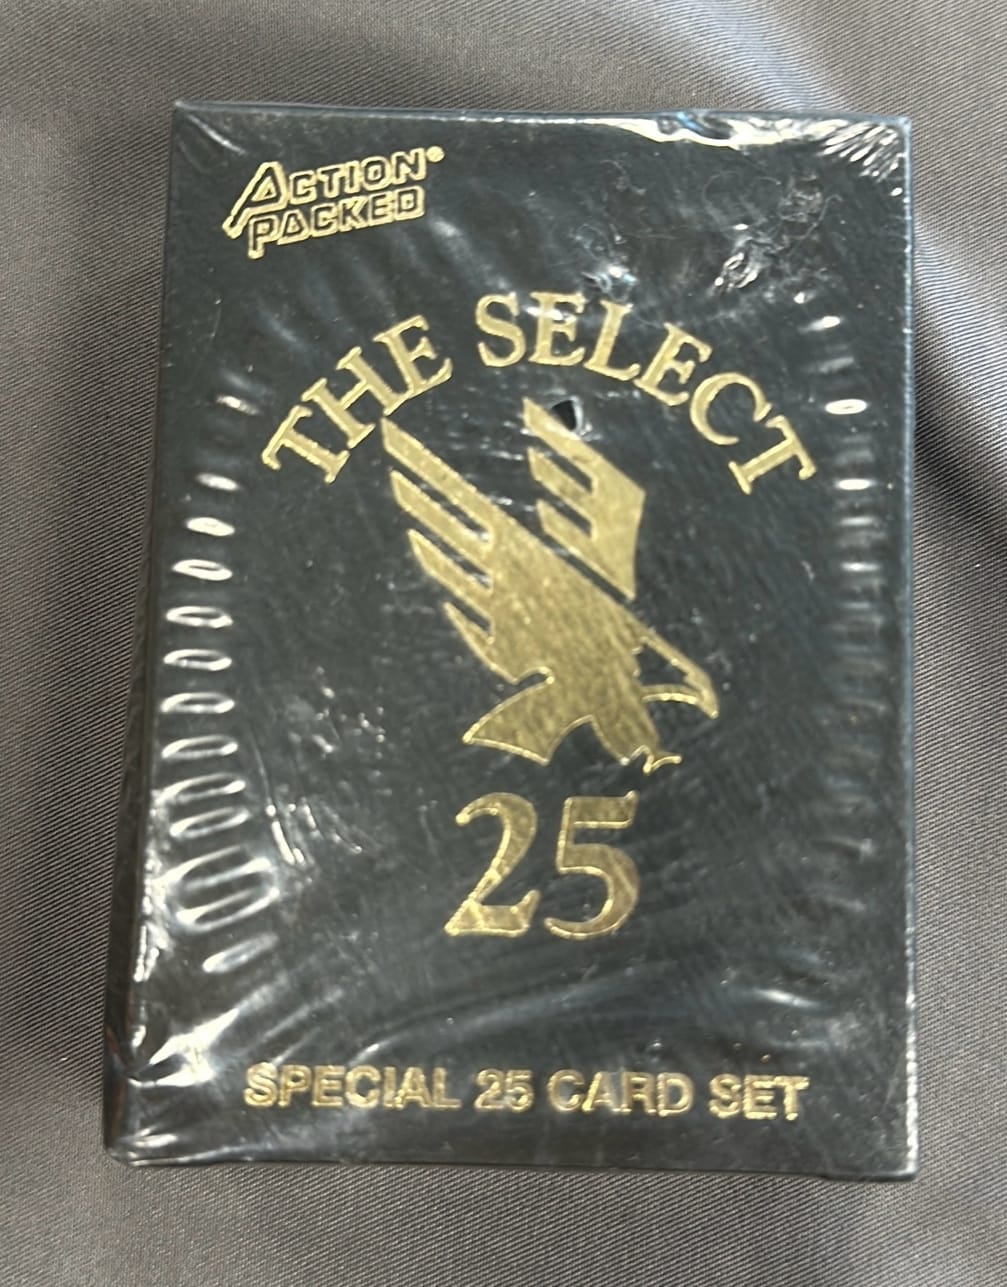 ACTION®
PACKED
THE SELECT
25
SPECIAL 25 CARD SET